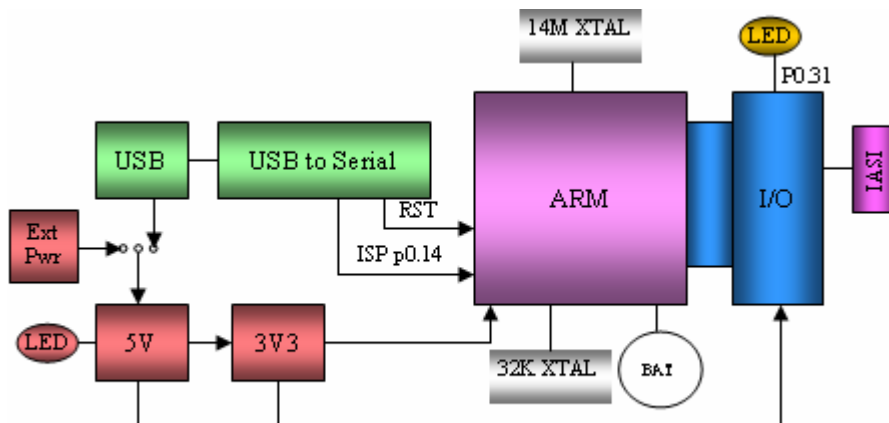 14M XTAL
LED
P0.31
USB
USB to Serial
ARM
I/O
IASI
RST
Ext
Pwr
ISP p0.14
LED
5V
3V3
32K XTAL
BAT